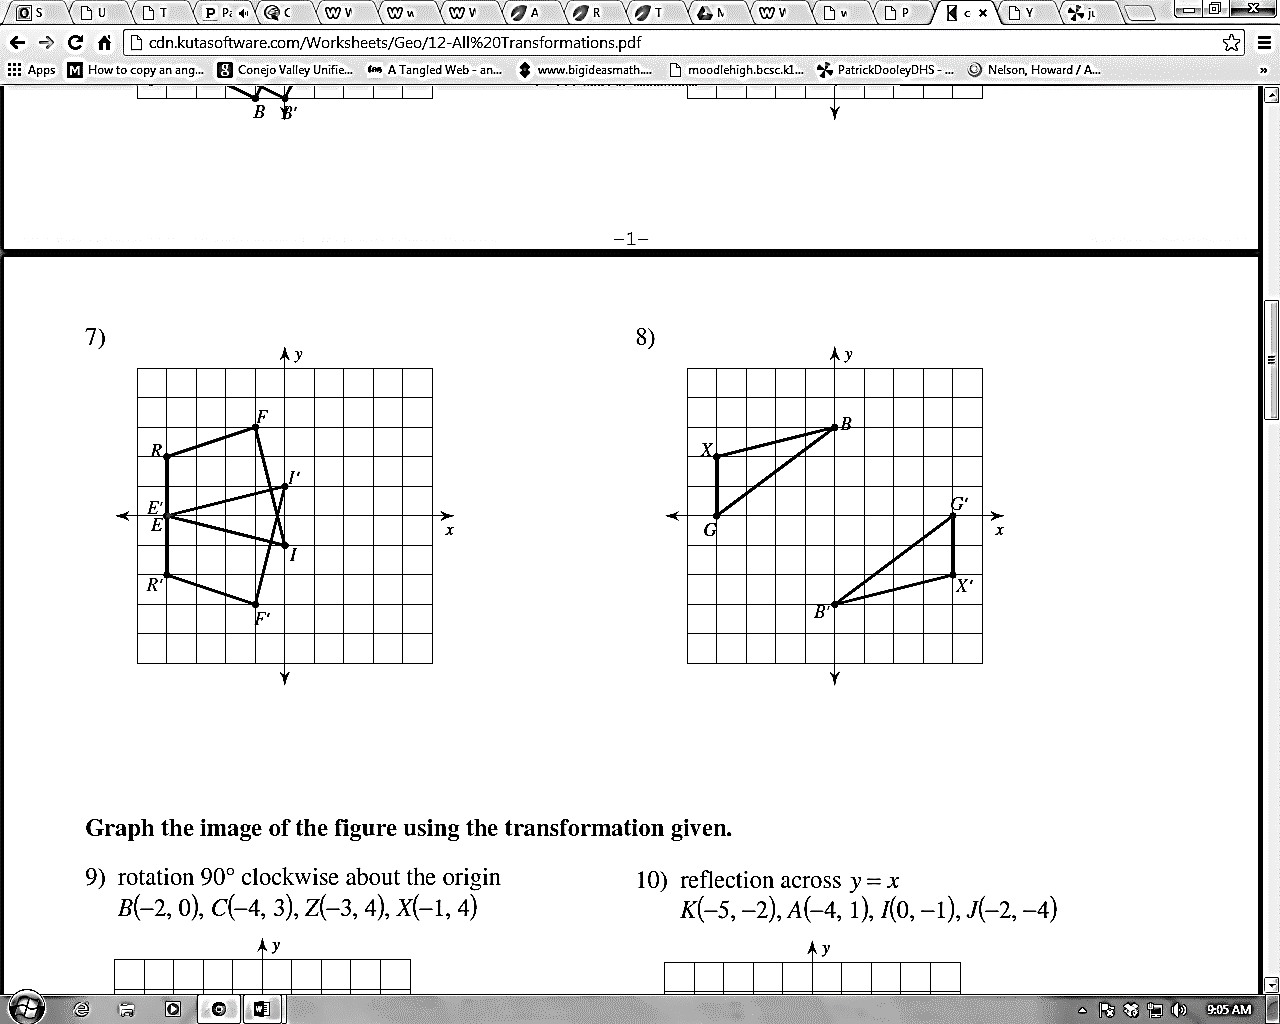 S U T P Pa C W w W A R T M W w P c Y ju
cdn.kutasoftware.com/Worksheets/Geo/12-All%20Transformations.pdf
Apps How to copy an ang... Conejo Valley Unifie... A Tangled Web - an... www.bigideasmath.... moodlehigh.bcsc.k1... PatrickDooleyDHS - ... Nelson, Howard / A... »
B B'
-1-
7)
y
F
R
I'
E'
E
x
I
R'
F'
8)
y
B
X
G
G'
x
X'
B'
Graph the image of the figure using the transformation given.
9) rotation 90° clockwise about the origin
B(−2, 0), C(−4, 3), Z(−3, 4), X(−1, 4)
y
10) reflection across y = x
K(−5, −2), A(−4, 1), I(0, −1), J(−2, −4)
y
9:05 AM